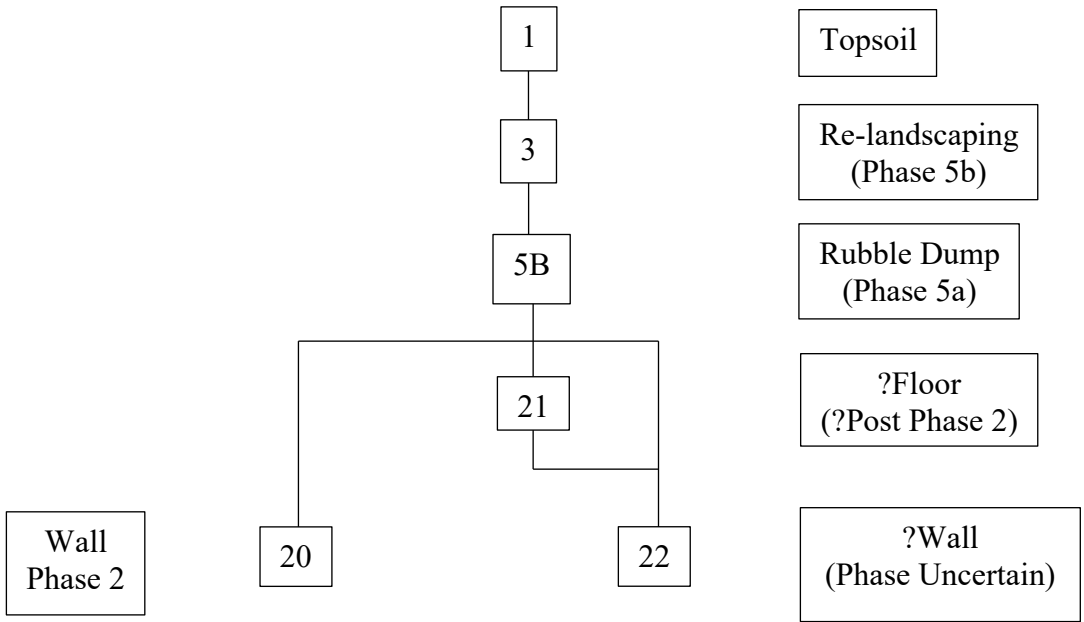 1
Topsoil
3
Re-landscaping
(Phase 5b)
5B
Rubble Dump
(Phase 5a)
21
?Floor
(?Post Phase 2)
Wall
Phase 2
20
22
?Wall
(Phase Uncertain)